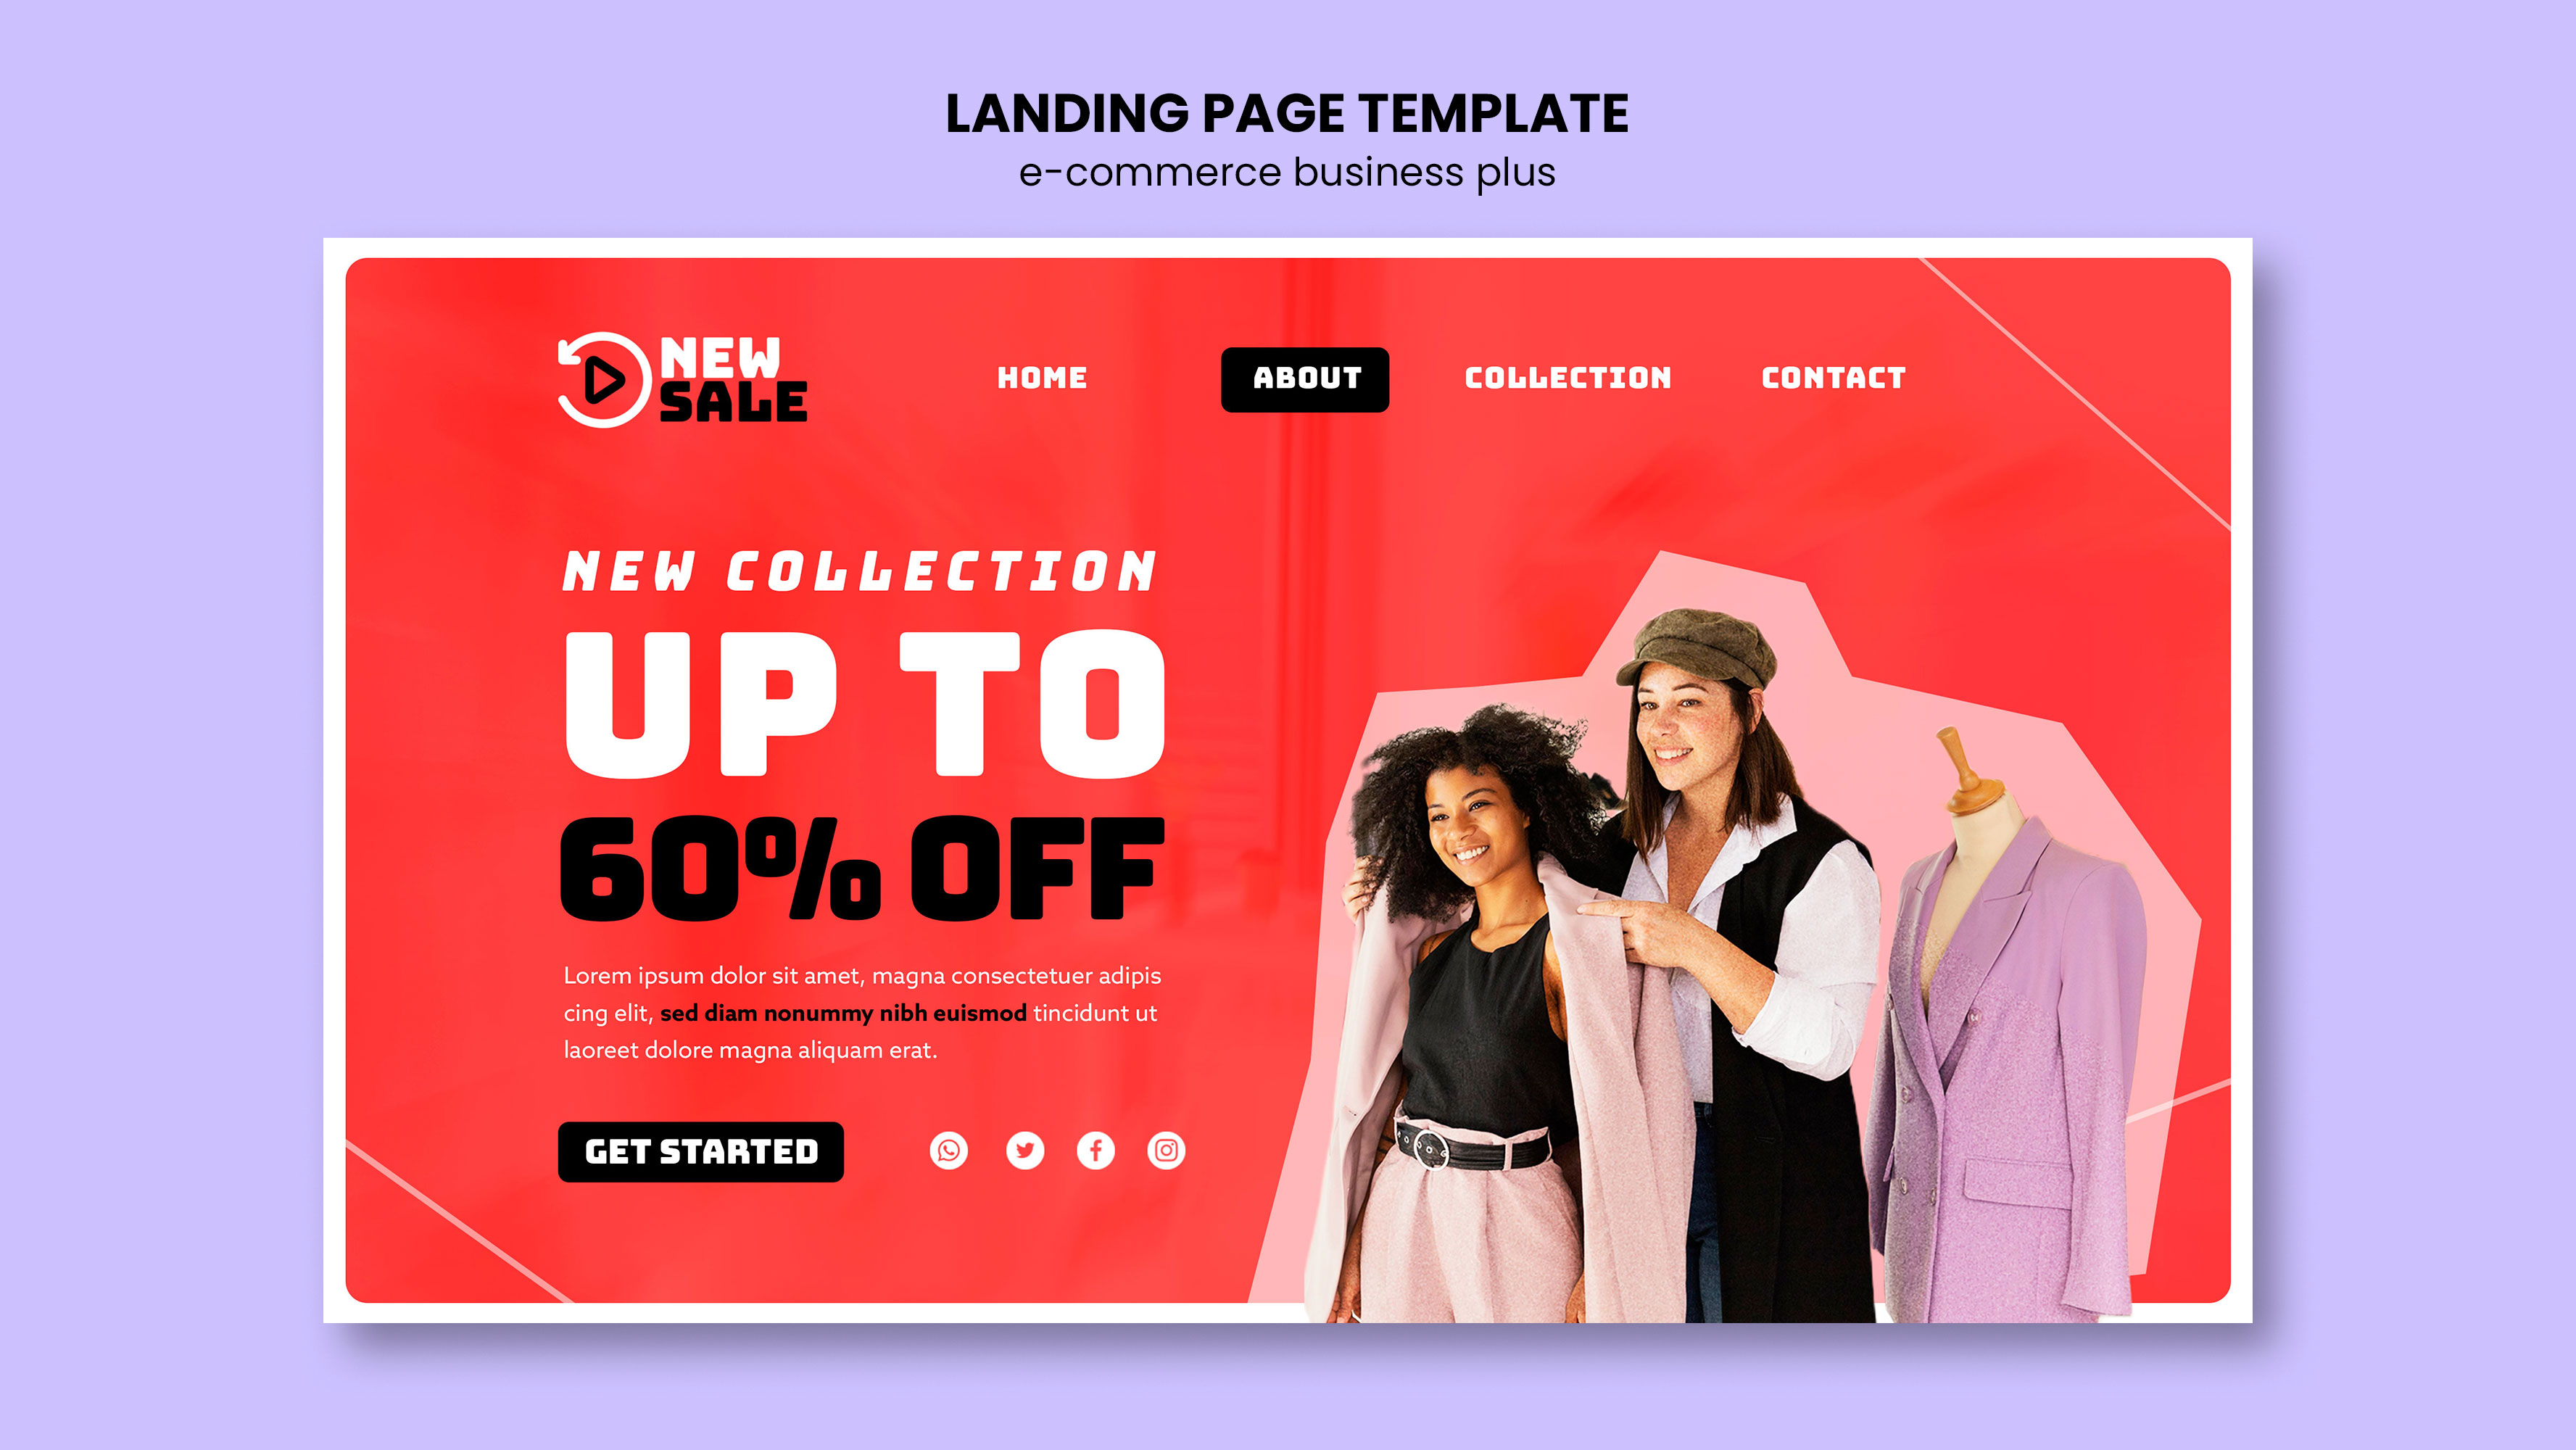 LANDING PAGE TEMPLATE
e-commerce business plus
NEW
SALE
HOME
ABOUT
COLLECTION
CONTACT
NEW COLLECTION
UP TO
60% OFF
Lorem ipsum dolor sit amet, magna consectetuer adipis
cing elit, sed diam nonummy nibh euismod tincidunt ut
laoreet dolore magna aliquam erat.
GET STARTED